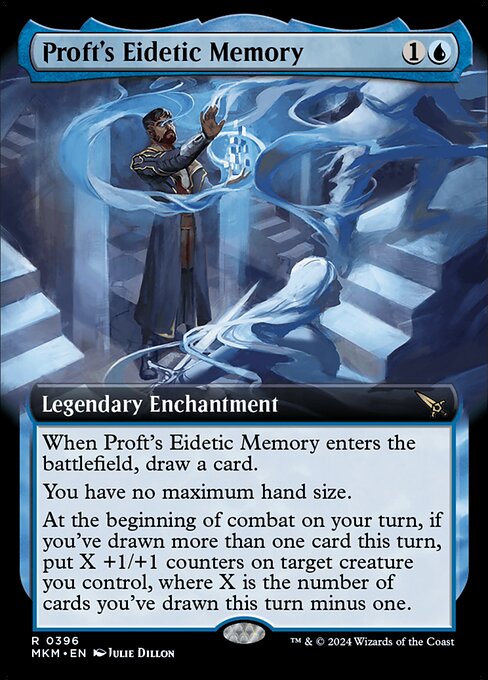 Proft's Eidetic Memory 1
Legendary Enchantment
When Proft's Eidetic Memory enters the
battlefield, draw a card.
You have no maximum hand size.
At the beginning of combat on your turn, if
you've drawn more than one card this turn,
put X +1/+1 counters on target creature
you control, where X is the number of
cards you've drawn this turn minus one.
R 0396
™ & © 2024 Wizards of the Coast
MKM • EN Julie Dillon